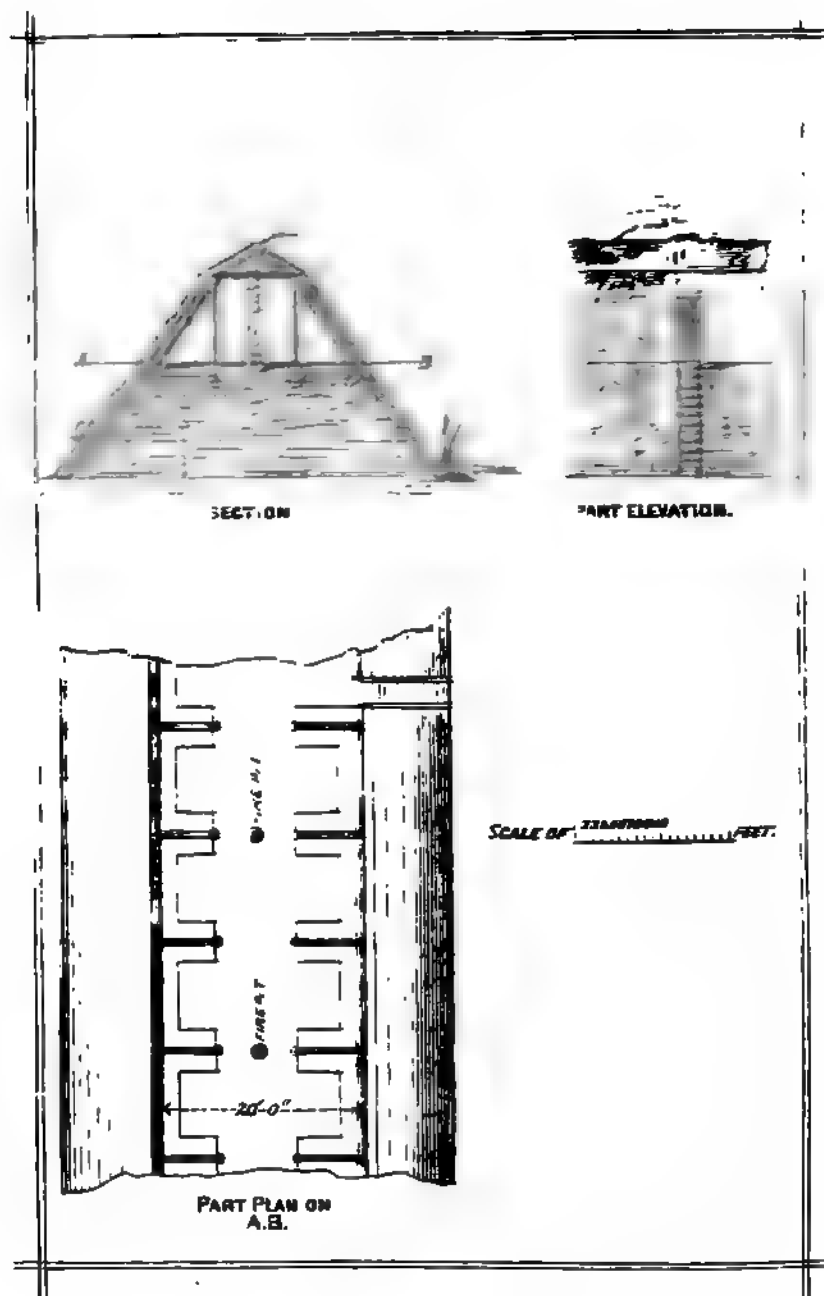 SECTION
PART ELEVATION.
SCALE OF
FEET.
20'-0"
PART PLAN ON
A.B.